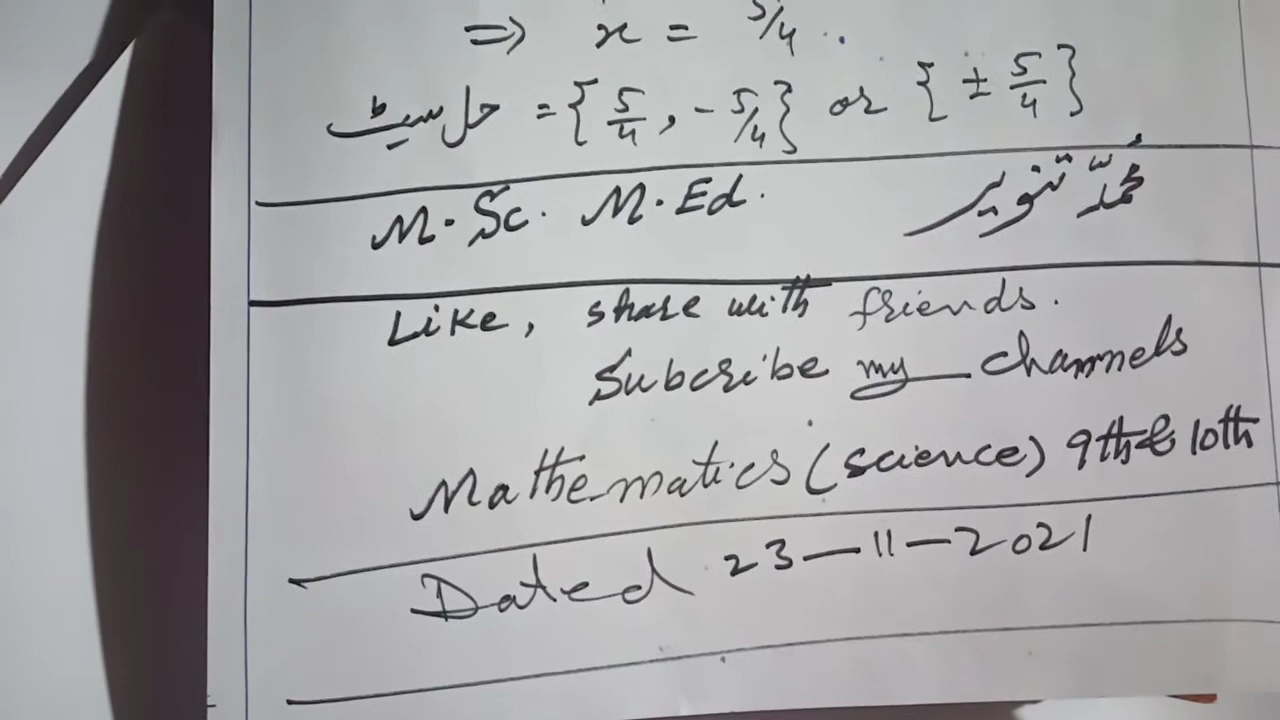 ⇒ x = 5/4 .
حل سیٹ = { 5/4 , - 5/4 } or { ± 5/4 }
M.Sc. M.Ed. محمّد تنویر
Like, share with friends.
Subcribe my channels
Mathematics (science) 9th & 10th
Dated 23-11-2021